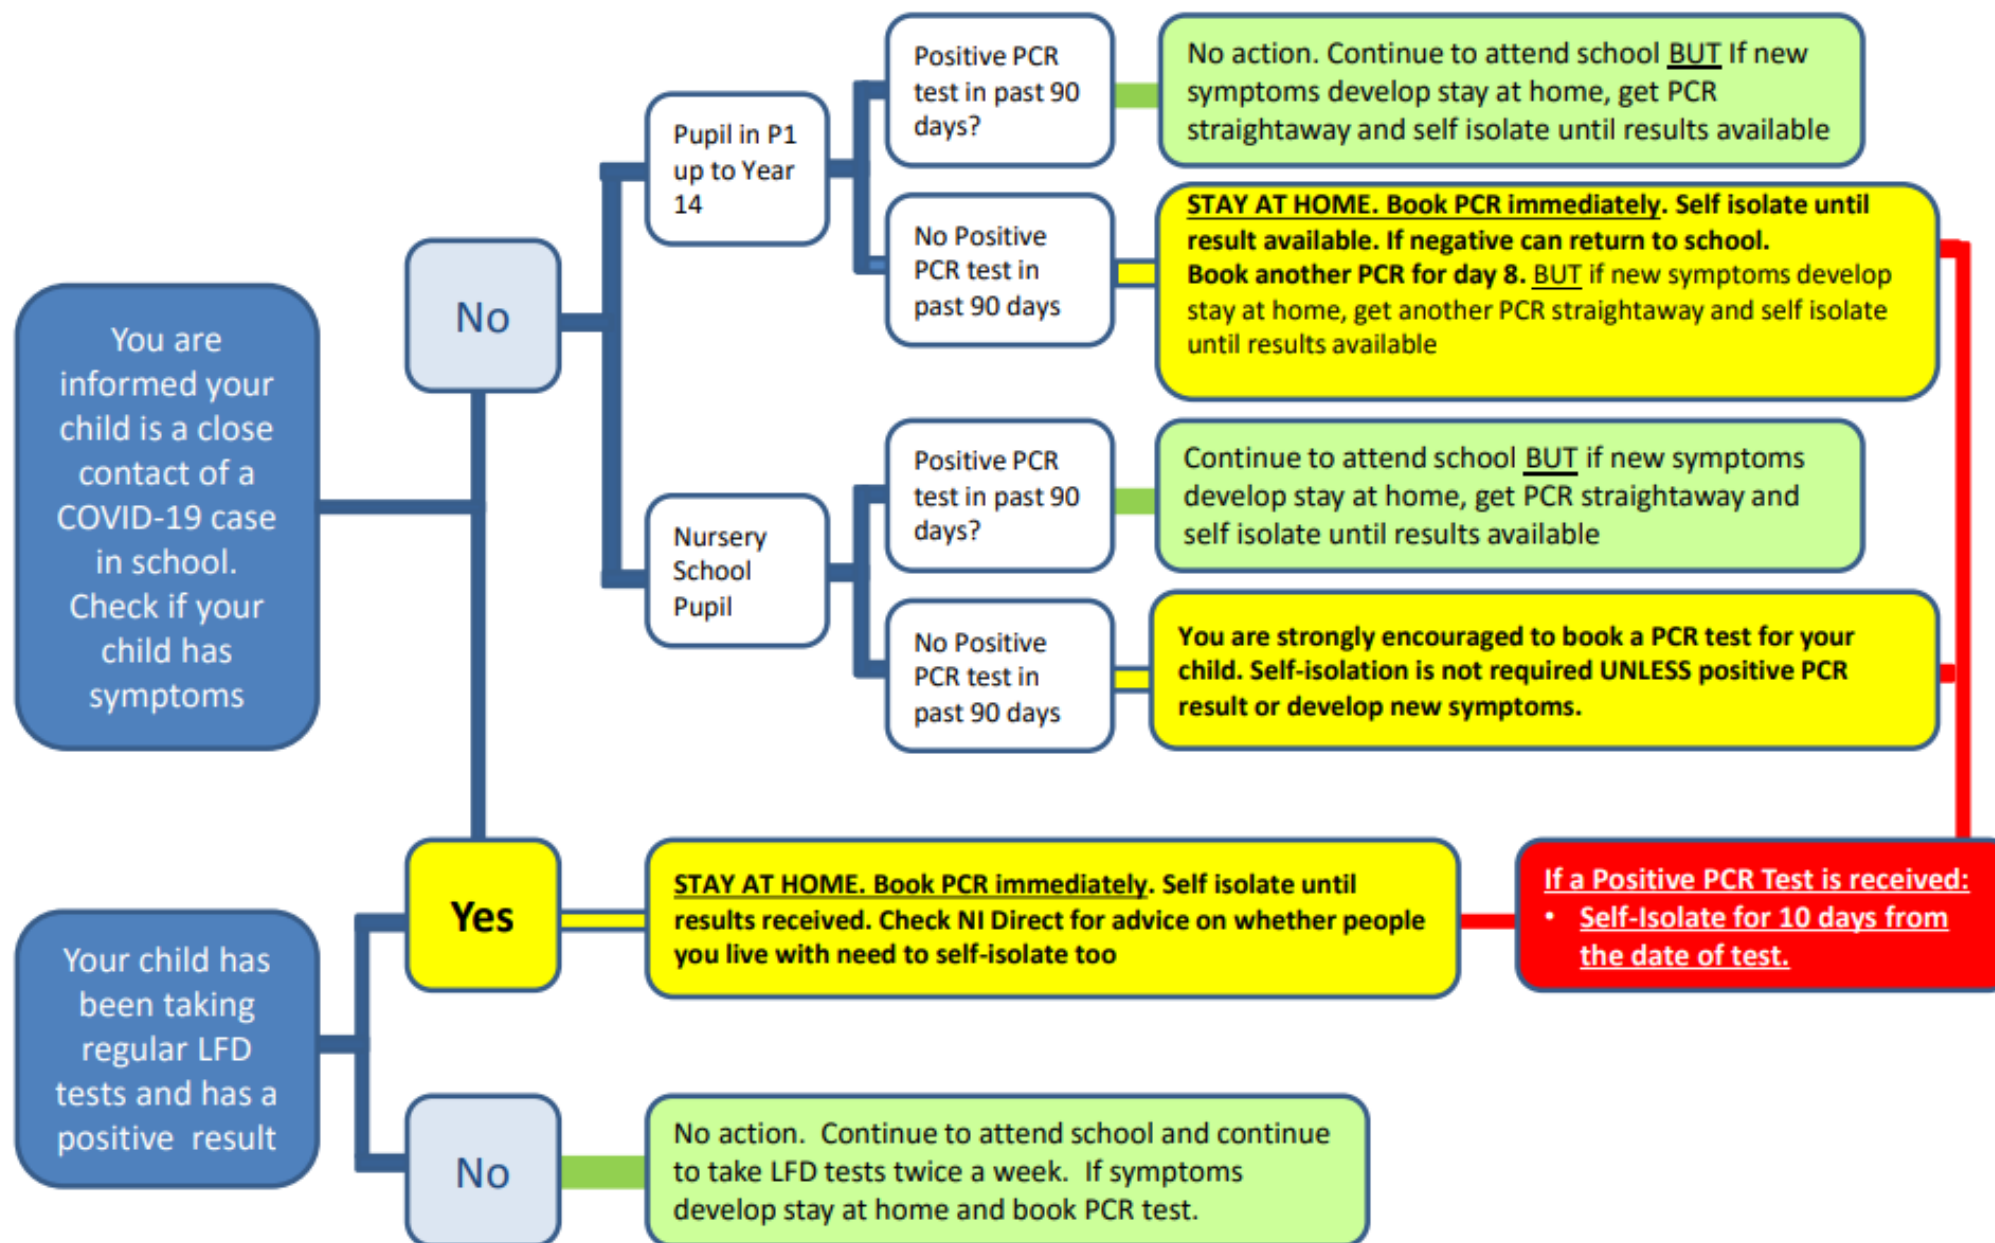 You are
informed your
child is a close
contact of a
COVID-19 case
in school.
Check if your
child has
symptoms
No
Pupil in P1
up to Year
14
Positive PCR
test in past 90
days?
No action. Continue to attend school BUT If new
symptoms develop stay at home, get PCR
straightaway and self isolate until results available
No Positive
PCR test in
past 90 days
STAY AT HOME. Book PCR immediately. Self isolate until
result available. If negative can return to school.
Book another PCR for day 8. BUT if new symptoms develop
stay at home, get another PCR straightaway and self isolate
until results available
Nursery
School
Pupil
Positive PCR
test in past 90
days?
Continue to attend school BUT if new symptoms
develop stay at home, get PCR straightaway and
self isolate until results available
No Positive
PCR test in
past 90 days
You are strongly encouraged to book a PCR test for your
child. Self-isolation is not required UNLESS positive PCR
result or develop new symptoms.
Yes
STAY AT HOME. Book PCR immediately. Self isolate until
results received. Check NI Direct for advice on whether people
you live with need to self-isolate too
If a Positive PCR Test is received:
• Self-Isolate for 10 days from
the date of test.
Your child has
been taking
regular LFD
tests and has a
positive result
No
No action. Continue to attend school and continue
to take LFD tests twice a week. If symptoms
develop stay at home and book PCR test.